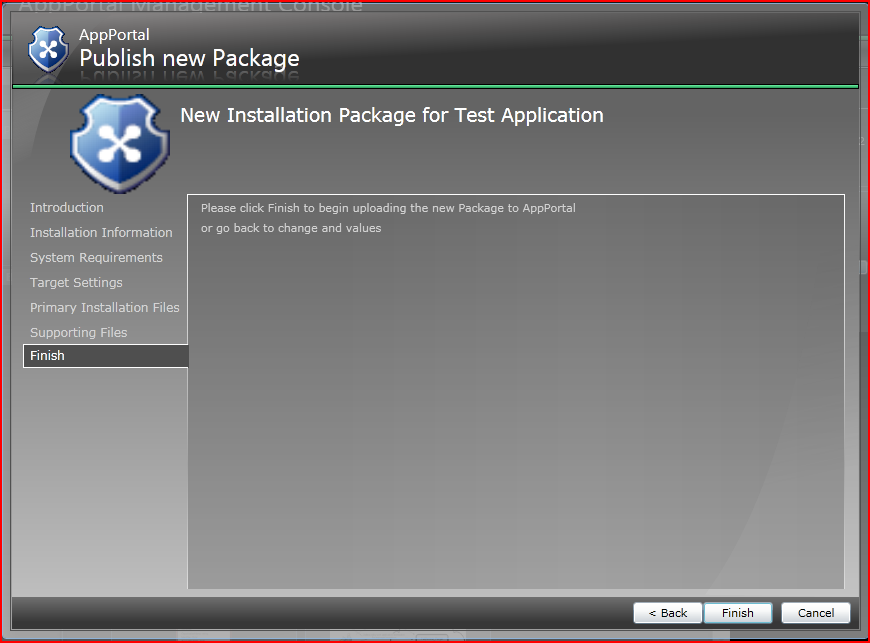 AppPortal Management Console
AppPortal
Publish new Package
New Installation Package for Test Application
Introduction
Installation Information
System Requirements
Target Settings
Primary Installation Files
Supporting Files
Finish
Please click Finish to begin uploading the new Package to AppPortal
or go back to change and values
< Back
Finish
Cancel